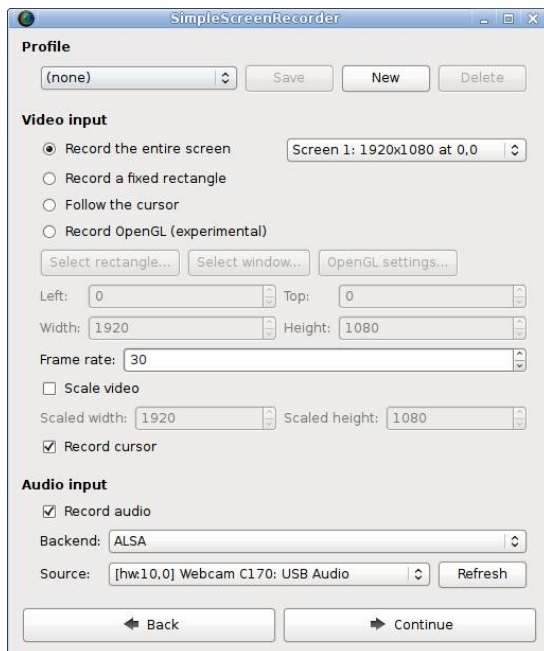 SimpleScreenRecorder
Profile
(none) Save New Delete
Video input
Record the entire screen Screen 1: 1920x1080 at 0,0
Record a fixed rectangle
Follow the cursor
Record OpenGL (experimental)
Select rectangle... Select window... OpenGL settings...
Left: 0 Top: 0
Width: 1920 Height: 1080
Frame rate: 30
Scale video
Scaled width: 1920 Scaled height: 1080
Record cursor
Audio input
Record audio
Backend: ALSA
Source: [hw:10,0] Webcam C170: USB Audio Refresh
Back Continue